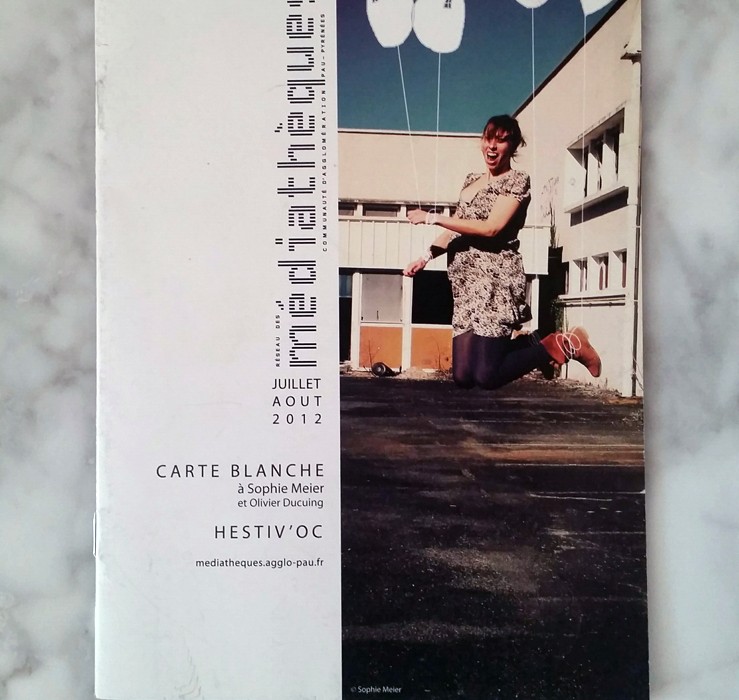 RÉSEAU DES
médiathèques
COMMUNAUTÉ D'AGGLOMÉRATION PAU-PYRÉNÉES
JUILLET
AOUT
2012
CARTE BLANCHE
à Sophie Meier
et Olivier Ducuing
HESTIV'OC
mediatheques.agglo-pau.fr
© Sophie Meier